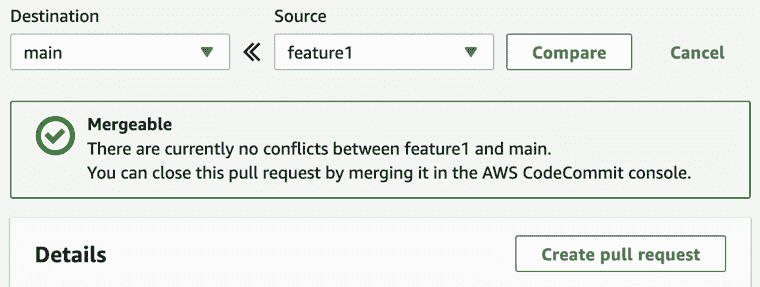 Destination
Source
main
feature1
Compare
Cancel
Mergeable
There are currently no conflicts between feature1 and main.
You can close this pull request by merging it in the AWS CodeCommit console.
Details
Create pull request